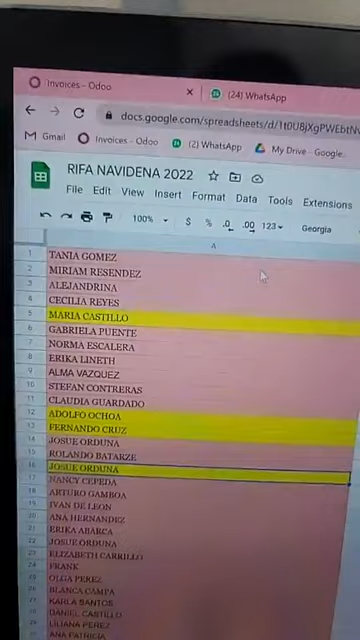 Invoices - Odoo × (24) WhatsApp
docs.google.com/spreadsheets/d/1t0U8jXgPWEbtNv
Gmail Invoices - Odoo (2) WhatsApp My Drive - Google..
RIFA NAVIDENA 2022
File Edit View Insert Format Data Tools Extensions
100% $ % .0 .00 123 Georgia
A
1 TANIA GOMEZ
2 MIRIAM RESENDEZ
3 ALEJANDRINA
4 CECILIA REYES
5 MARIA CASTILLO
6 GABRIELA PUENTE
7 NORMA ESCALERA
8 ERIKA LINETH
9 ALMA VAZQUEZ
10 STEFAN CONTRERAS
11 CLAUDIA GUARDADO
12 ADOLFO OCHOA
13 FERNANDO CRUZ
14 JOSUE ORDUNA
15 ROLANDO BATARZE
16 JOSUE ORDUNA
17 NANCY CEPEDA
18 ARTURO GAMBOA
19 IVAN DE LEON
20 ANA HERNANDEZ
21 ERIKA ABARCA
22 JOSUE ORDUNA
23 ELIZABETH CARRILLO
24 FRANK
25 OLGA PEREZ
26 BLANCA CAMPA
27 KARLA SANTOS
28 DANIEL CASTILLO
29 LILIANA PEREZ
ANA PATRICIA